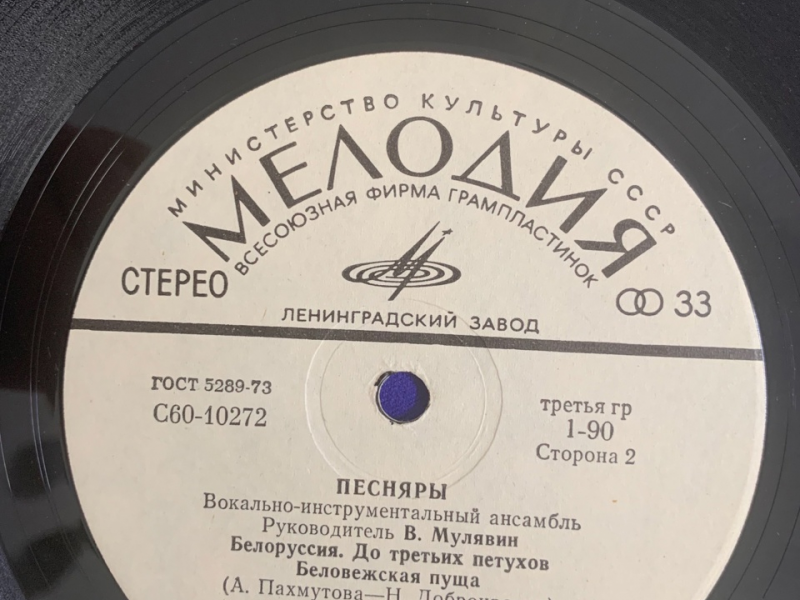 МИНИСТЕРСТВО КУЛЬТУРЫ СССР
МЕЛОДИЯ
ВСЕСОЮЗНАЯ ФИРМА ГРАМПЛАСТИНОК
СТЕРЕО
33
ЛЕНИНГРАДСКИЙ ЗАВОД
ГОСТ 5289-73
С60-10272
третья гр
1-90
Сторона 2
ПЕСНЯРЫ
Вокально-инструментальный ансамбль
Руководитель В. Мулявин
Белоруссия. До третьих петухов
Беловежская пуща
(А. Пахмутова—Н.